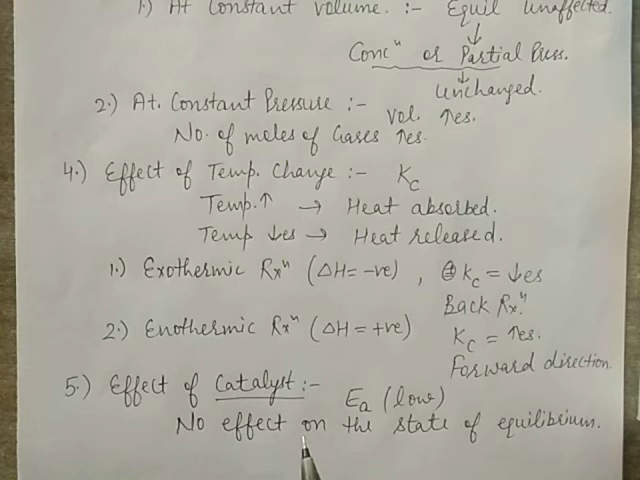 1.) At Constant volume. :- Equil unaffected.
↓
Concⁿ or Partial Press.
↓
Unchanged.
2.) At. Constant Pressure :- Vol. ↑es.
No. of moles of Gases ↑es.
4.) Effect of Temp. Change :- Kc
Temp.↑ → Heat absorbed.
Temp ↓es → Heat released.
1.) Exothermic Rxⁿ (ΔH = -ve) , Kc = ↓es
Back Rxⁿ.
2.) Enothermic Rxⁿ (ΔH = +ve) Kc = ↑es.
Forward direction
5.) Effect of Catalyst :- Ea (low)
No effect on the state of equilibrium.